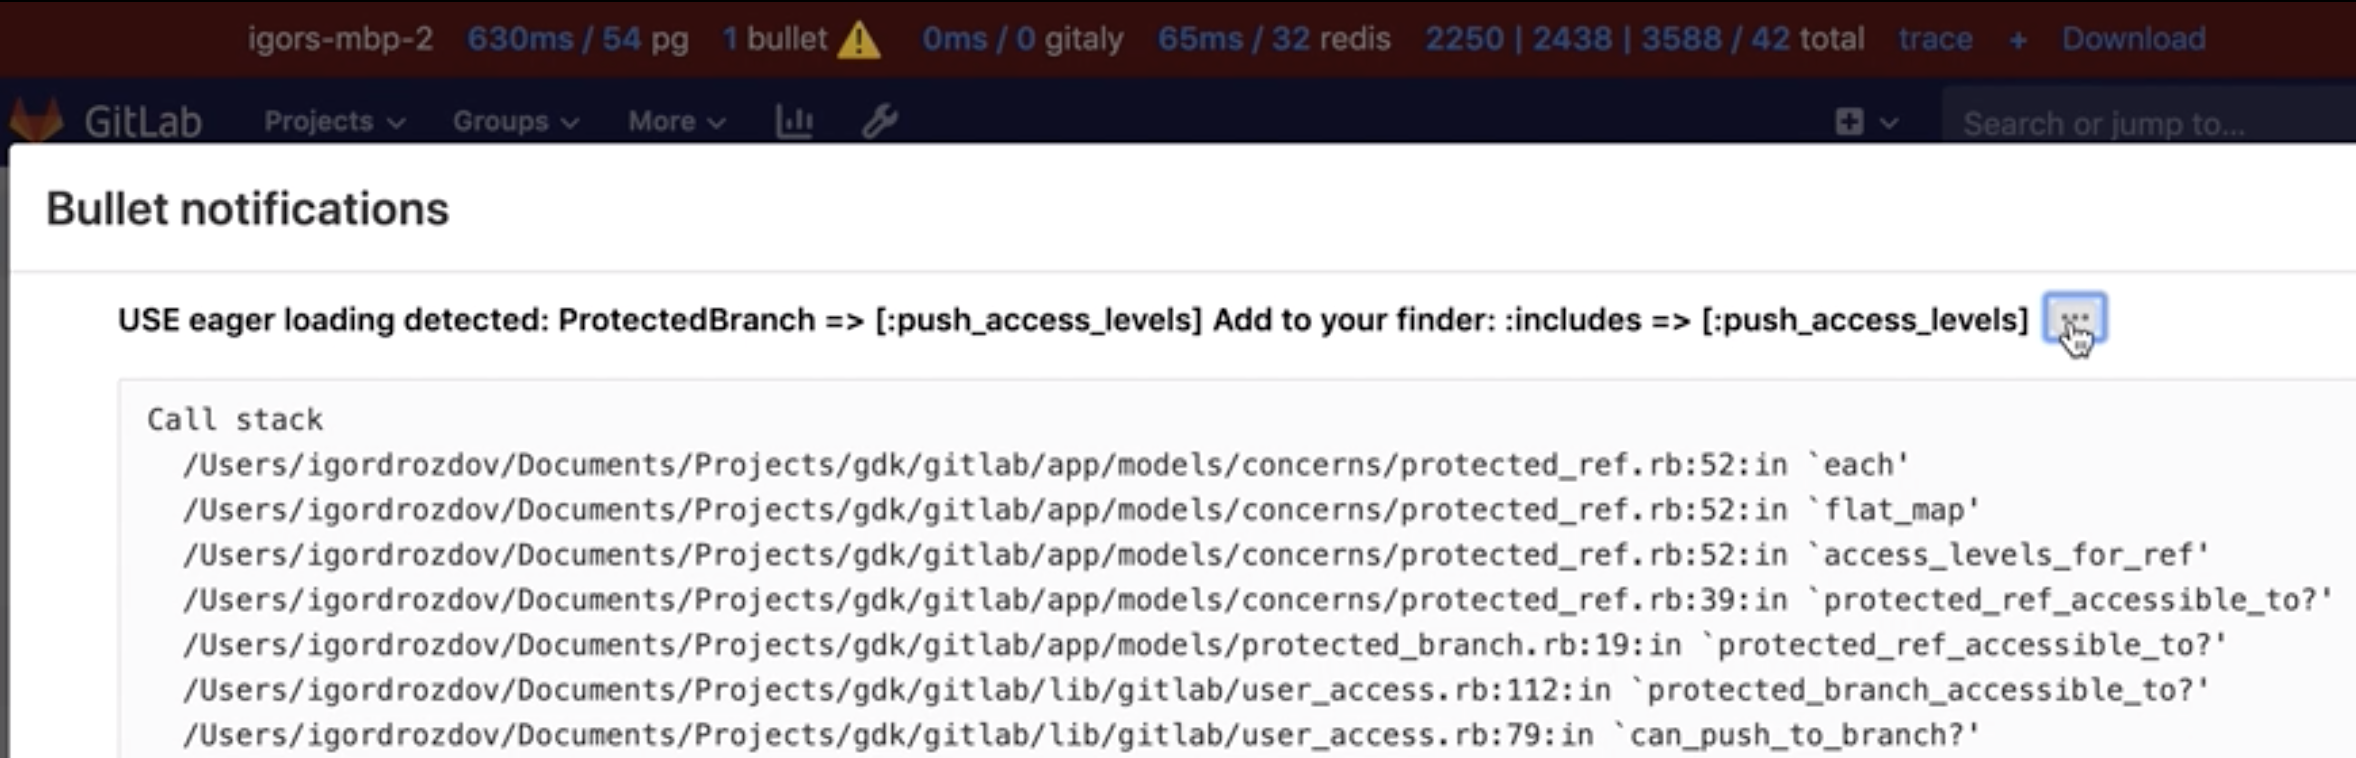 igors-mbp-2 630ms / 54 pg 1 bullet 0ms / 0 gitaly 65ms / 32 redis 2250 | 2438 | 3588 / 42 total trace + Download
GitLab Projects Groups More Search or jump to...
Bullet notifications
USE eager loading detected: ProtectedBranch => [:push_access_levels] Add to your finder: :includes => [:push_access_levels] ...
Call stack
/Users/igordrozdov/Documents/Projects/gdk/gitlab/app/models/concerns/protected_ref.rb:52:in `each'
/Users/igordrozdov/Documents/Projects/gdk/gitlab/app/models/concerns/protected_ref.rb:52:in `flat_map'
/Users/igordrozdov/Documents/Projects/gdk/gitlab/app/models/concerns/protected_ref.rb:52:in `access_levels_for_ref'
/Users/igordrozdov/Documents/Projects/gdk/gitlab/app/models/concerns/protected_ref.rb:39:in `protected_ref_accessible_to?'
/Users/igordrozdov/Documents/Projects/gdk/gitlab/app/models/protected_branch.rb:19:in `protected_ref_accessible_to?'
/Users/igordrozdov/Documents/Projects/gdk/gitlab/lib/gitlab/user_access.rb:112:in `protected_branch_accessible_to?'
/Users/igordrozdov/Documents/Projects/gdk/gitlab/lib/gitlab/user_access.rb:79:in `can_push_to_branch?'